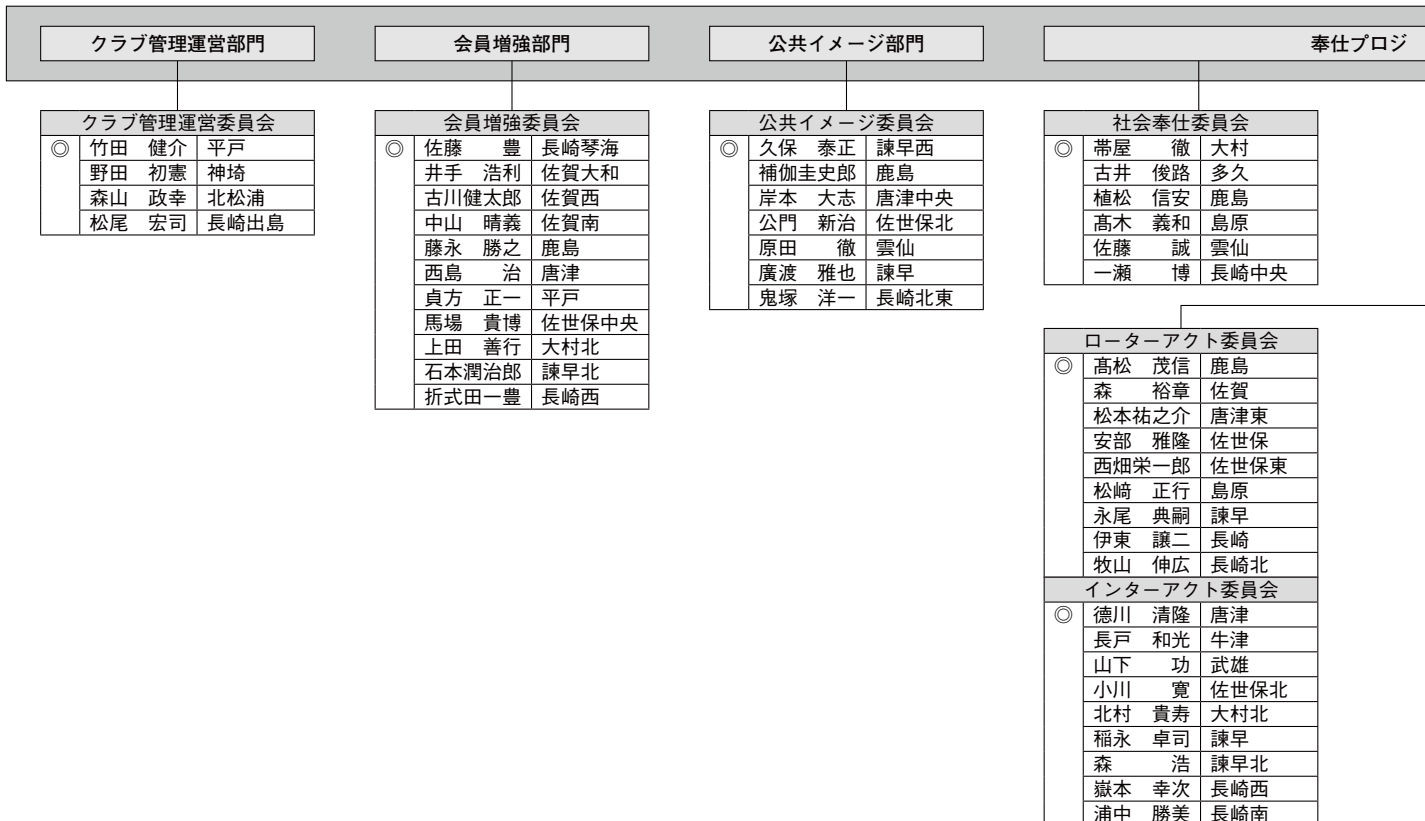 クラブ管理運営部門
会員増強部門
公共イメージ部門
奉仕プロジ
クラブ管理運営委員会
◎ 竹田 健介 平戸
野田 初憲 神埼
森山 政幸 北松浦
松尾 宏司 長崎出島
会員増強委員会
◎ 佐藤 豊 長崎琴海
井手 浩利 佐賀大和
古川健太郎 佐賀西
中山 晴義 佐賀南
藤永 勝之 鹿島
西島 治 唐津
貞方 正一 平戸
馬場 貴博 佐世保中央
上田 善行 大村北
石本潤治郎 諫早北
折式田一豊 長崎西
公共イメージ委員会
◎ 久保 泰正 諫早西
補伽圭史郎 鹿島
岸本 大志 唐津中央
公門 新治 佐世保北
原田 徹 雲仙
廣渡 雅也 諫早
鬼塚 洋一 長崎北東
社会奉仕委員会
◎ 帯屋 徹 大村
古井 俊路 多久
植松 信安 鹿島
髙木 義和 島原
佐藤 誠 雲仙
一瀬 博 長崎中央
ローターアクト委員会
◎ 髙松 茂信 鹿島
森 裕章 佐賀
松本祐之介 唐津東
安部 雅隆 佐世保
西畑栄一郎 佐世保東
松﨑 正行 島原
永尾 典嗣 諫早
伊東 譲二 長崎
牧山 伸広 長崎北
インターアクト委員会
◎ 德川 清隆 唐津
長戸 和光 牛津
山下 功 武雄
小川 寛 佐世保北
北村 貴寿 大村北
稲永 卓司 諫早
森 浩 諫早北
嶽本 幸次 長崎西
浦中 勝美 長崎南